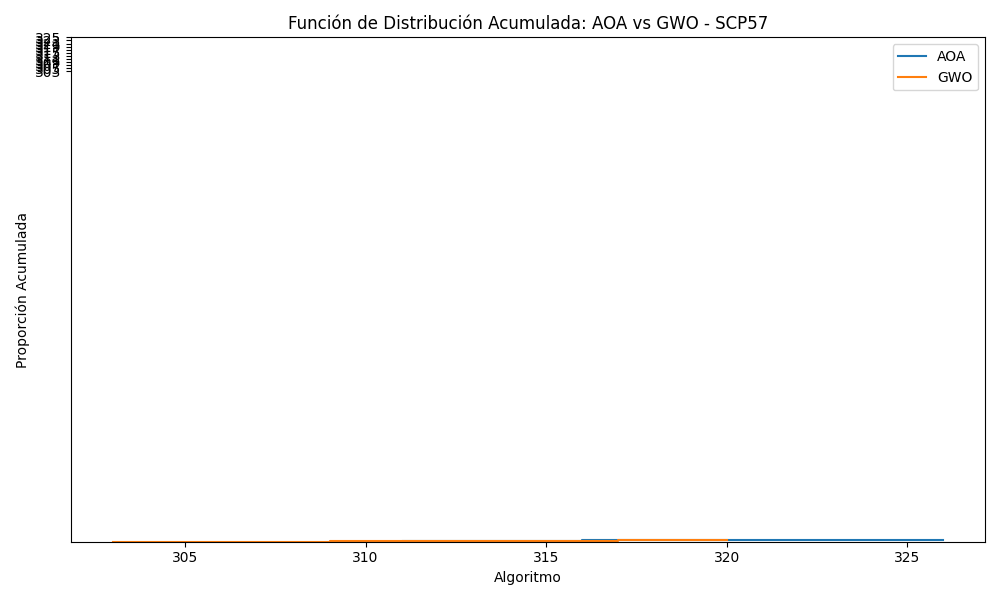 Función de Distribución Acumulada: AOA vs GWO - SCP57
325
303
AOA
GWO
Proporción Acumulada
305 310 315 320 325
Algoritmo